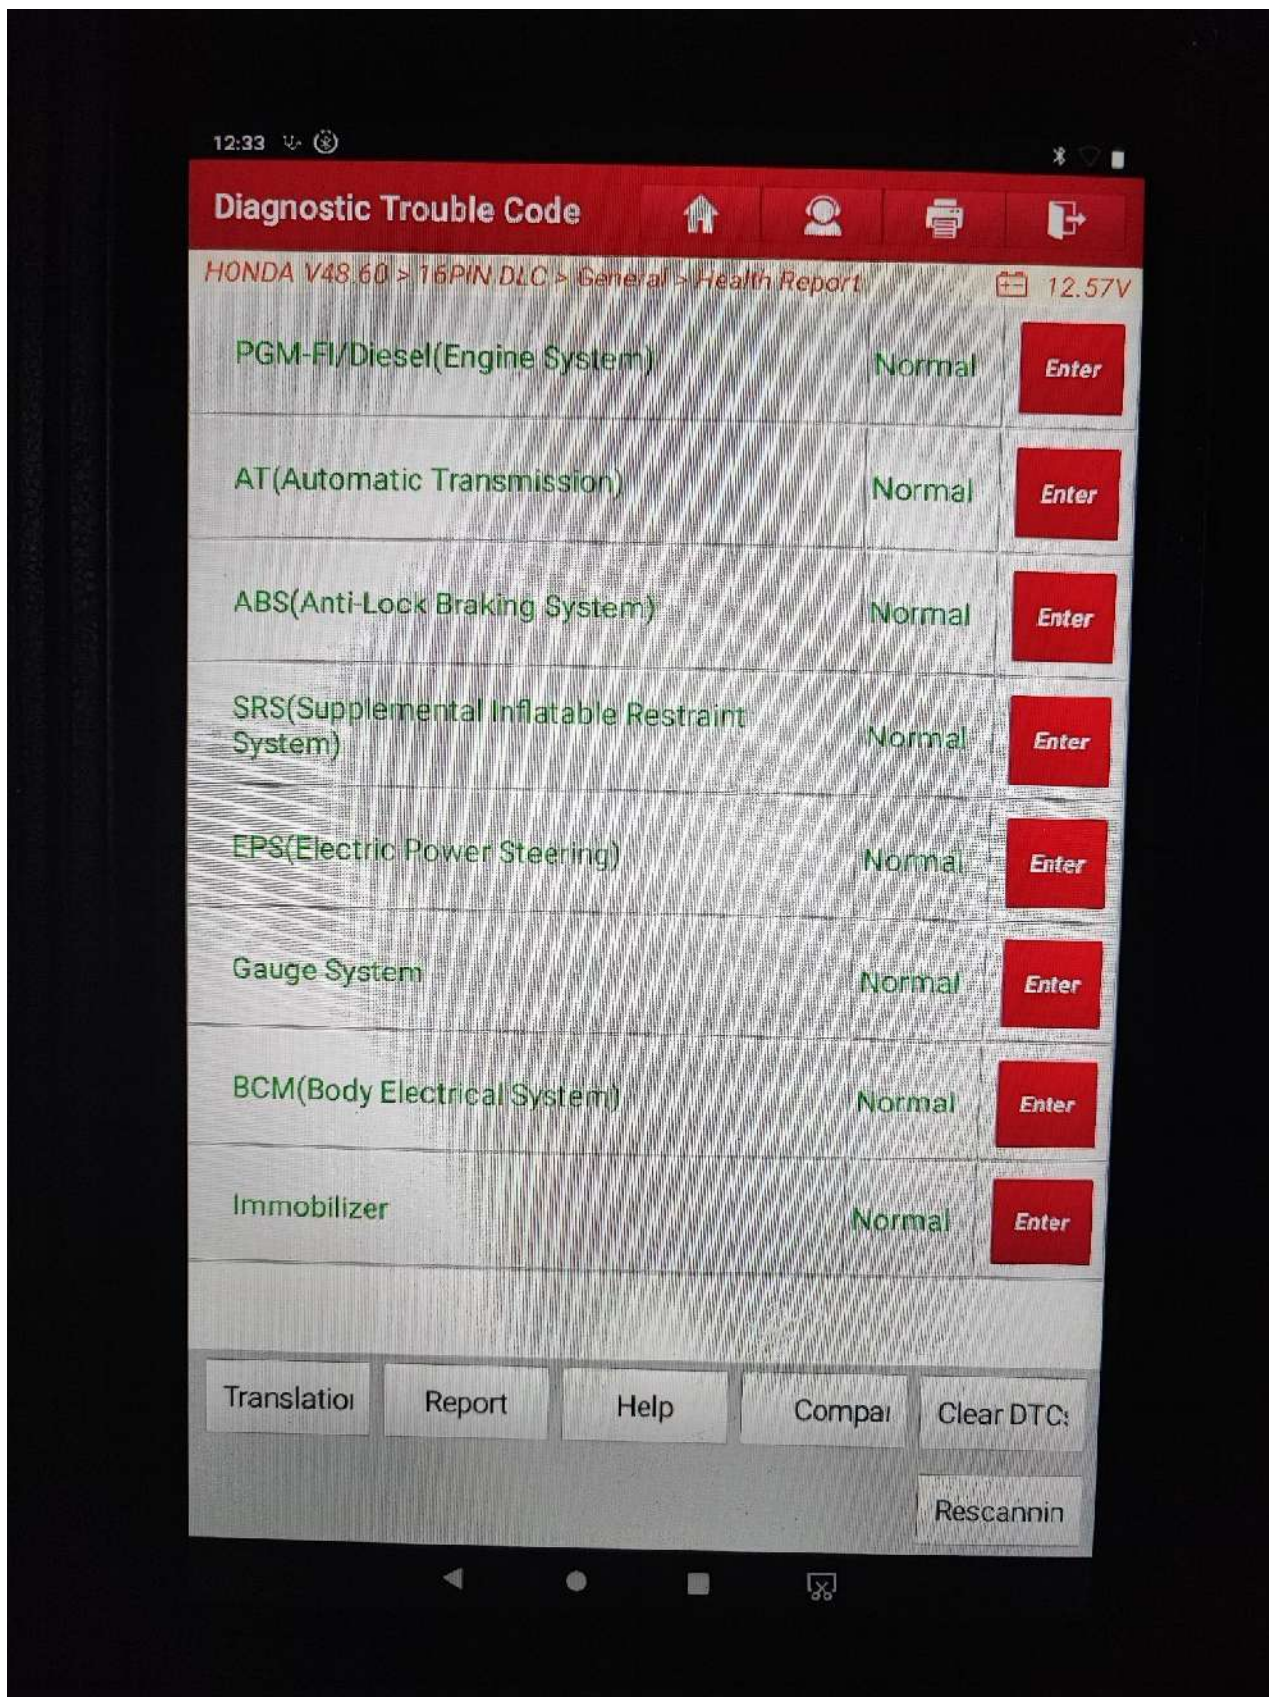 12:33
Diagnostic Trouble Code
HONDA V48.60 > 16PIN DLC > General > Health Report 12.57V
PGM-FI/Diesel(Engine System) Normal Enter
AT(Automatic Transmission) Normal Enter
ABS(Anti-Lock Braking System) Normal Enter
SRS(Supplemental Inflatable Restraint
System) Normal Enter
EPS(Electric Power Steering) Normal Enter
Gauge System Normal Enter
BCM(Body Electrical System) Normal Enter
Immobilizer Normal Enter
Translation Report Help Compar Clear DTCs
Rescannin